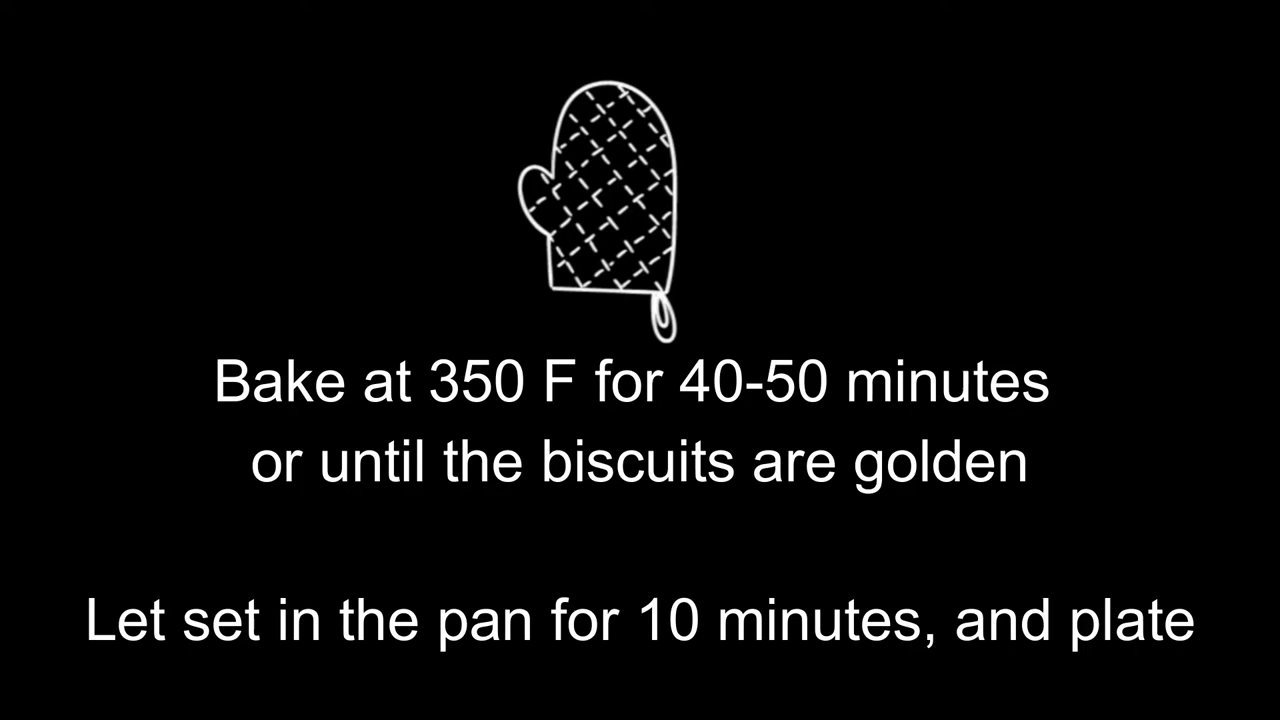 Bake at 350 F for 40-50 minutes
or until the biscuits are golden
Let set in the pan for 10 minutes, and plate